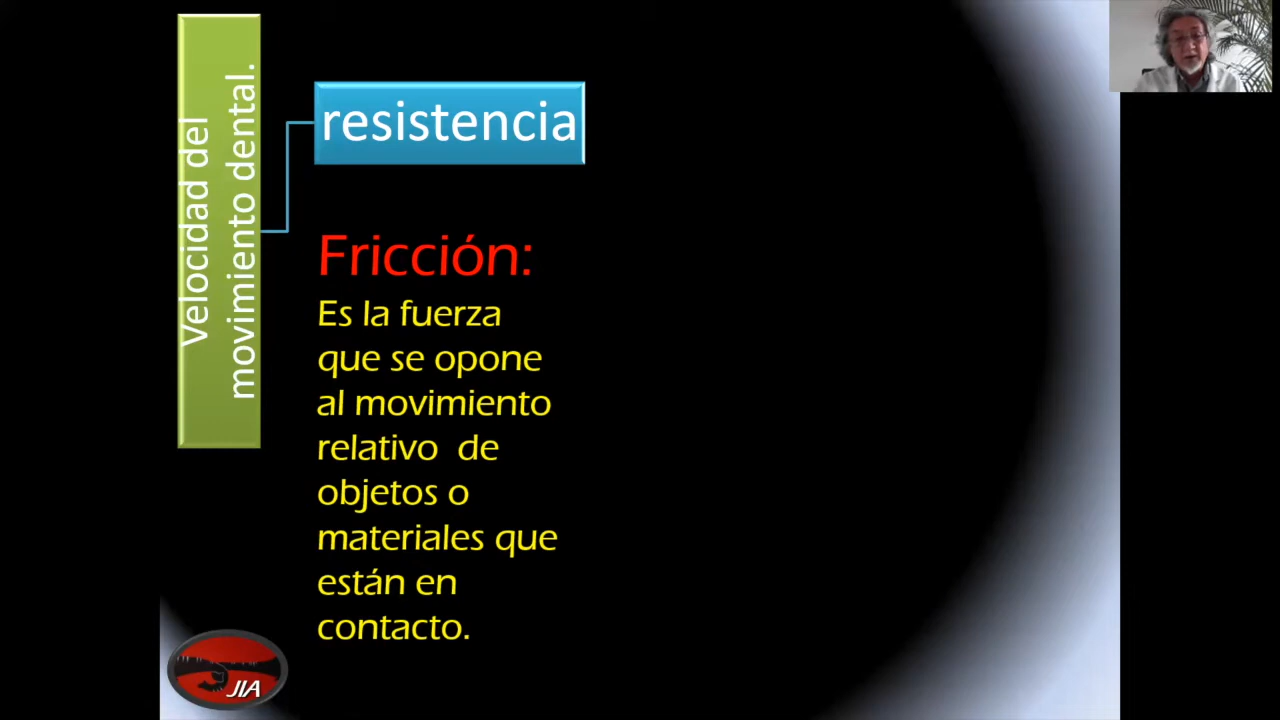 Velocidad del
movimiento dental.
resistencia
Fricción:
Es la fuerza
que se opone
al movimiento
relativo  de
objetos o
materiales que
están en
contacto.
JIA